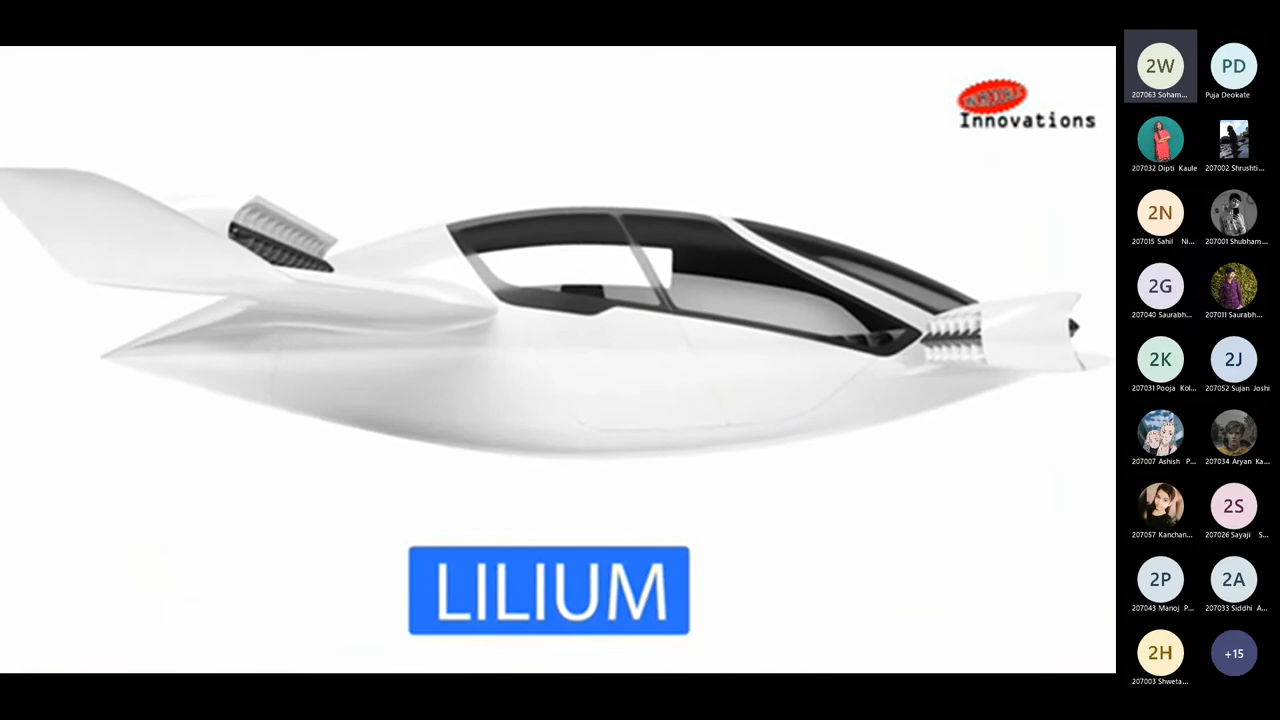 Innovations
LILIUM
2W
207063 Soham...
PD
Puja Deokate
207032 Dipti Kaule
207002 Shrushti...
2N
207015 Sahil Ni...
207001 Shubham...
2G
207040 Saurabh...
207011 Saurabh...
2K
207031 Pooja Kol...
2J
207052 Sujan Joshi
207007 Ashish P...
207034 Aryan Ka...
207057 Kanchan...
2S
207026 Sayaji S...
2P
207043 Manoj P...
2A
207033 Siddhi A...
2H
207003 Shweta...
+15